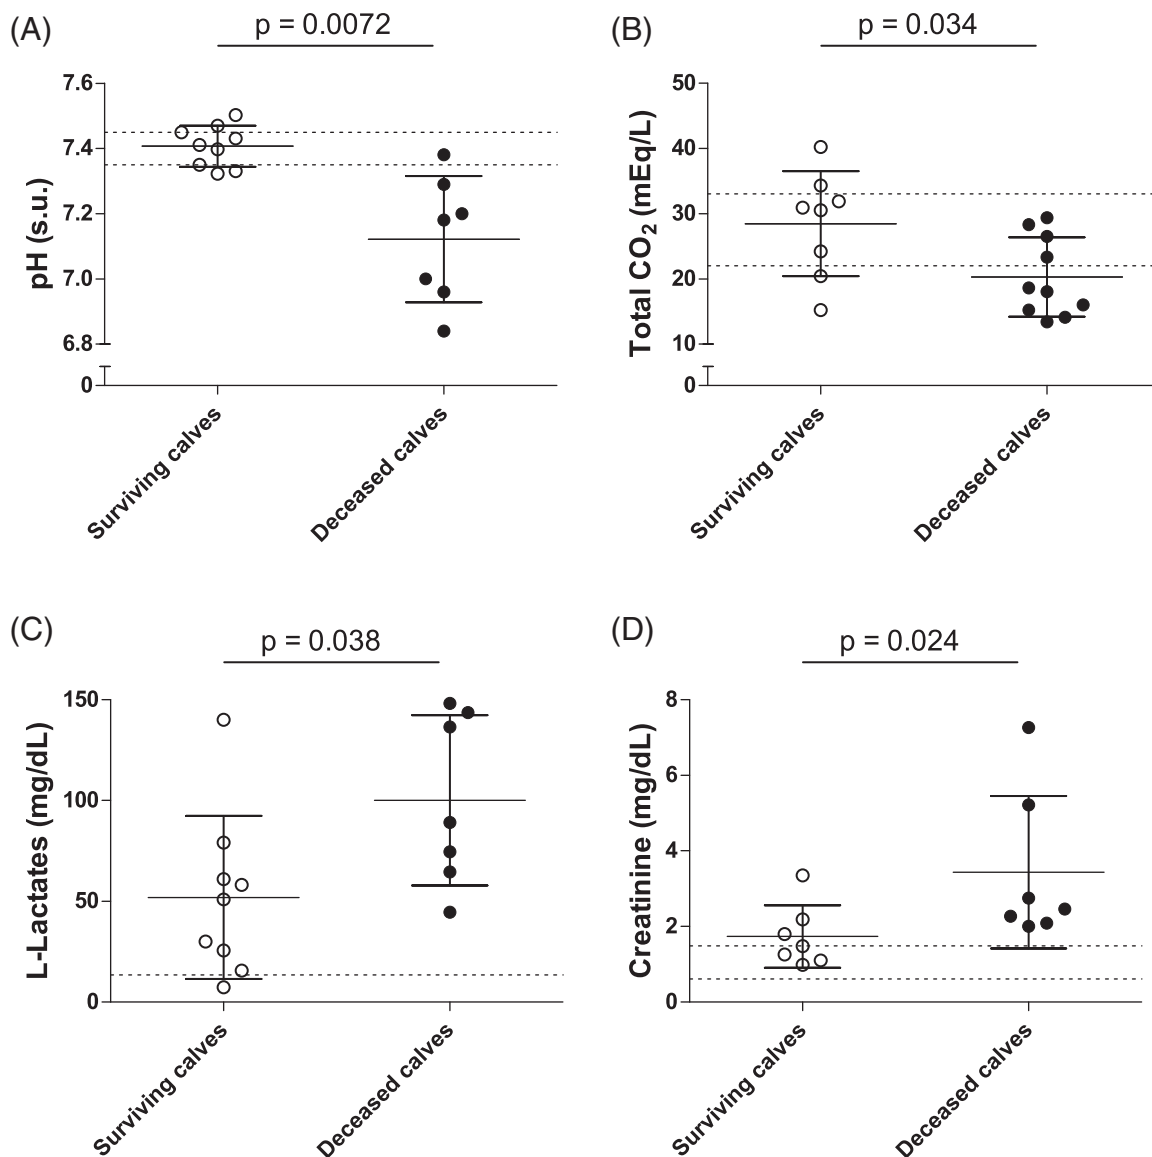 (A)
p = 0.0072
pH (s.u.)
7.6
7.4
7.2
7.0
6.8
0
Surviving calves
Deceased calves
(B)
p = 0.034
Total CO₂ (mEq/L)
50
40
30
20
10
0
Surviving calves
Deceased calves
(C)
p = 0.038
L-Lactates (mg/dL)
150
100
50
0
Surviving calves
Deceased calves
(D)
p = 0.024
Creatinine (mg/dL)
8
6
4
2
0
Surviving calves
Deceased calves